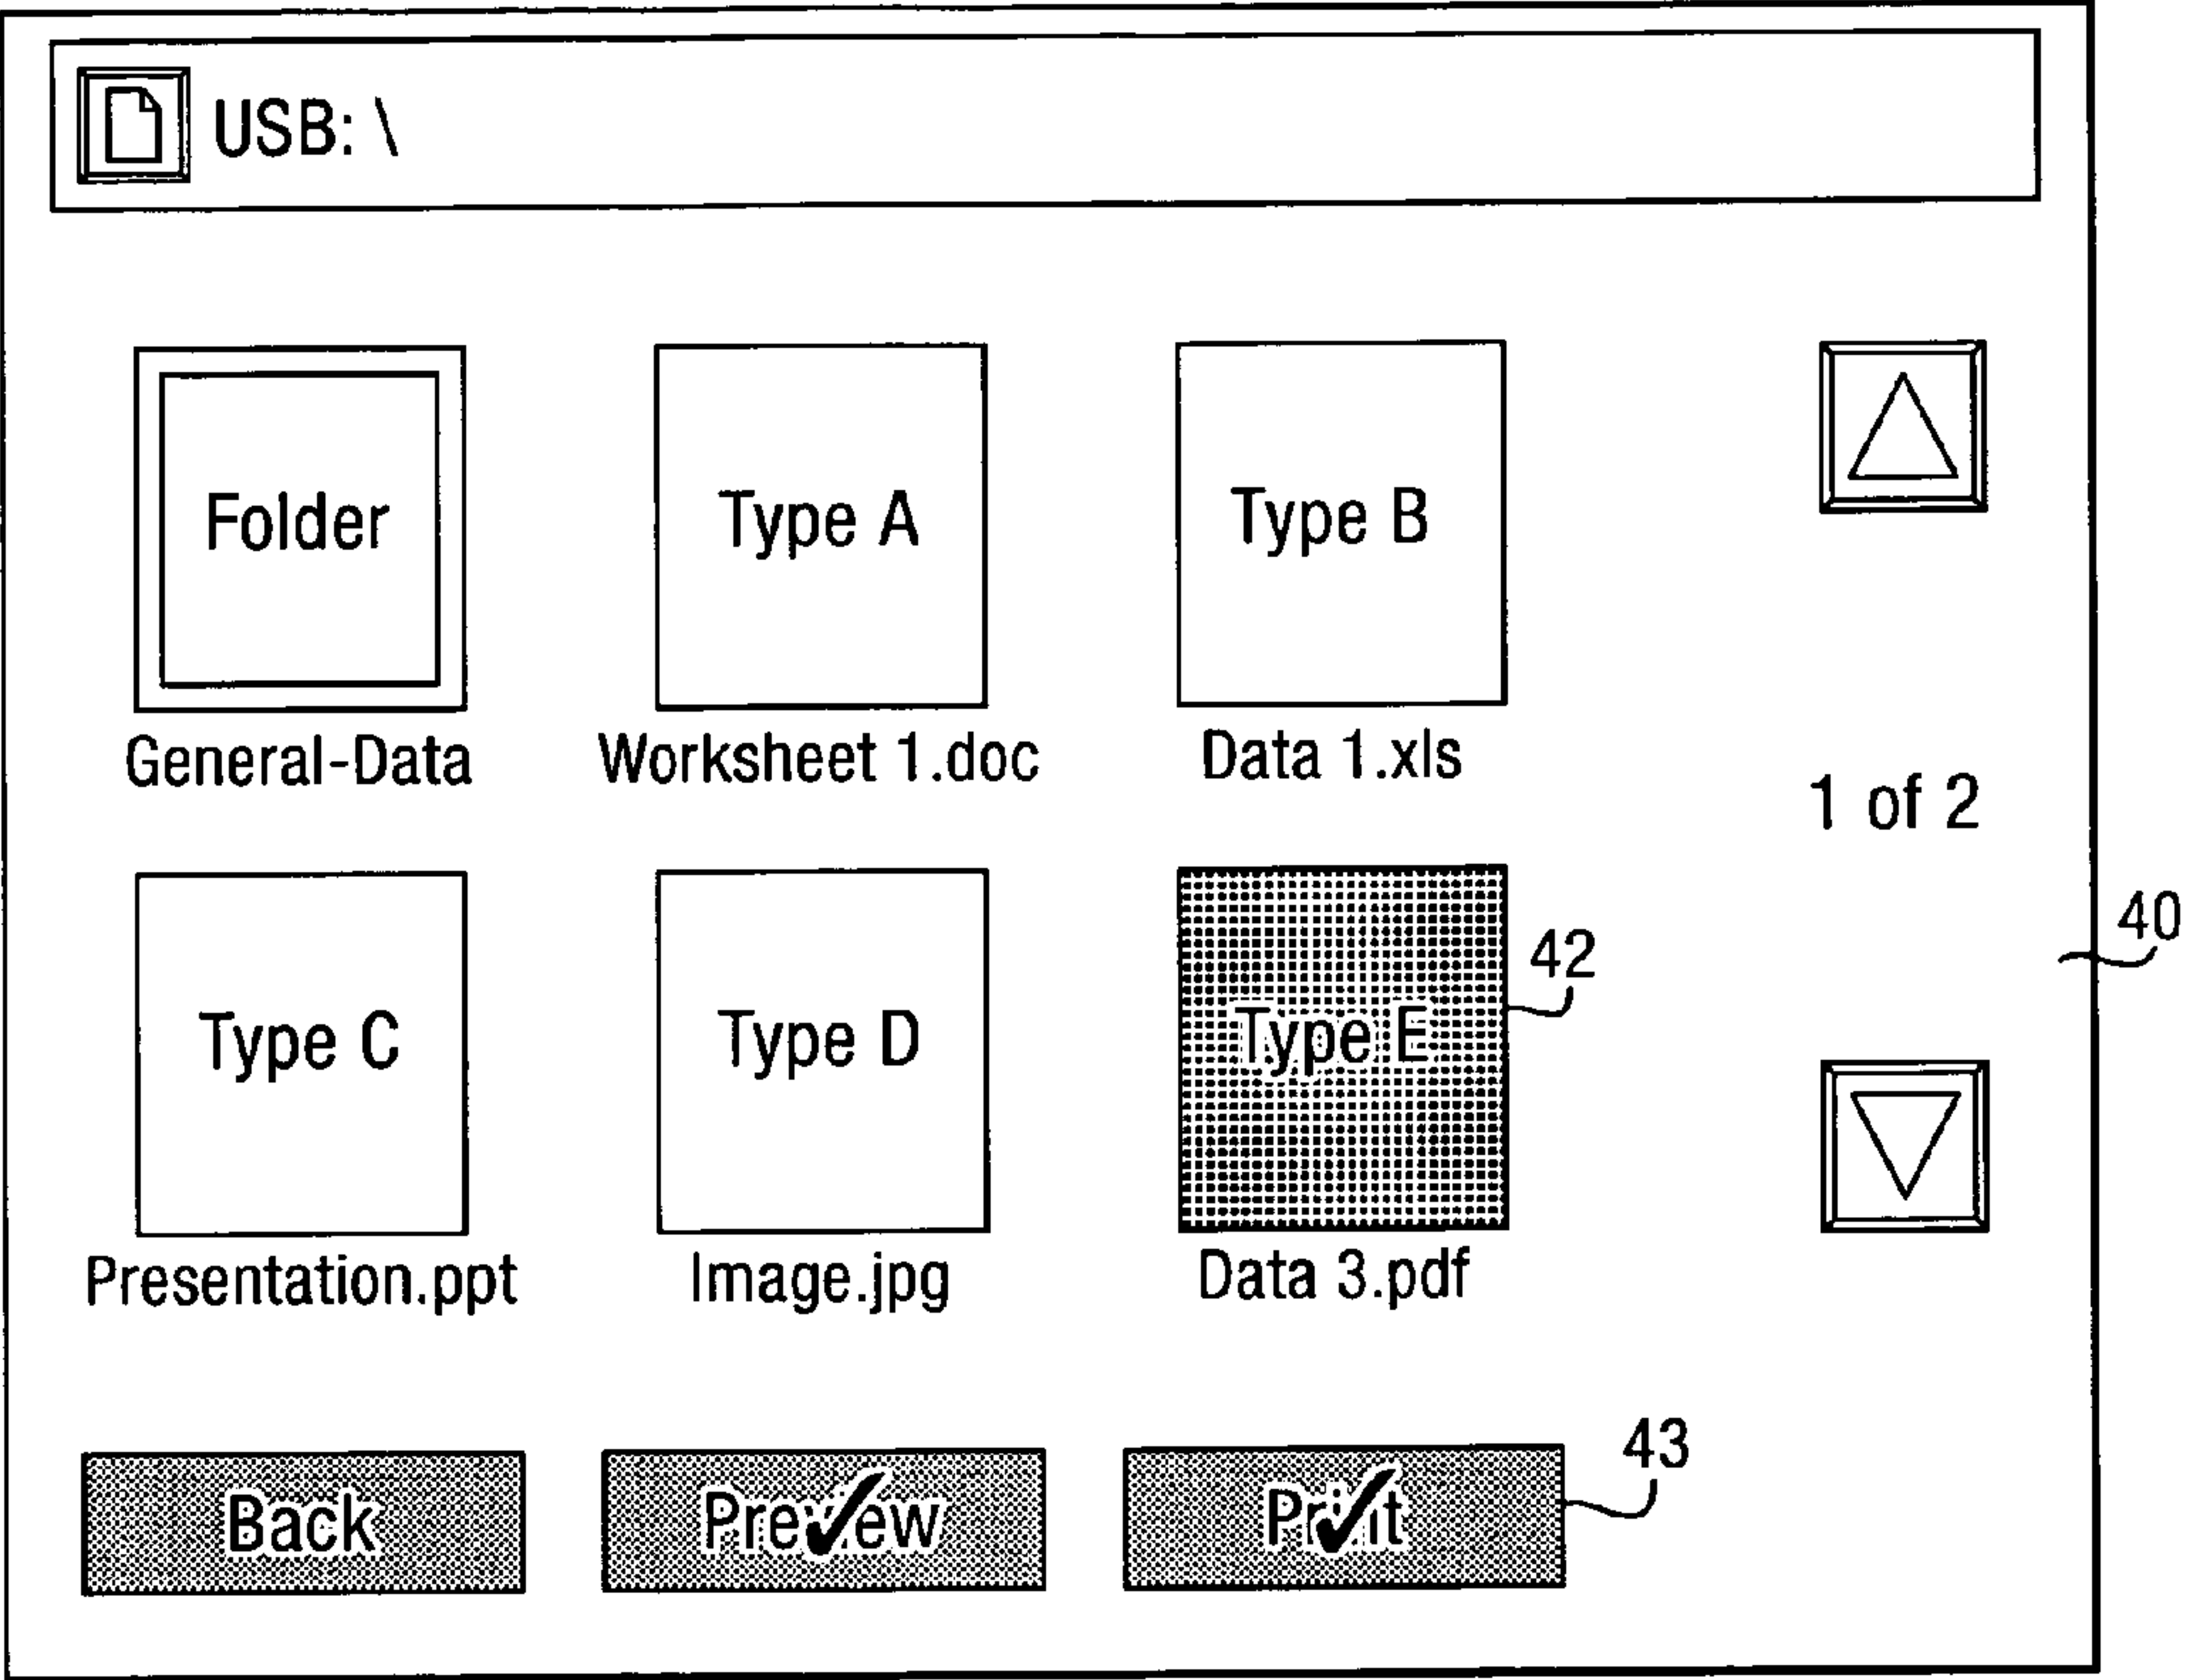 USB: \
Folder
Type A
Type B
General-Data
Worksheet 1.doc
Data 1.xls
1 of 2
40
Type C
Type D
Type E
42
Presentation.ppt
Image.jpg
Data 3.pdf
Back
Preview
Print
43